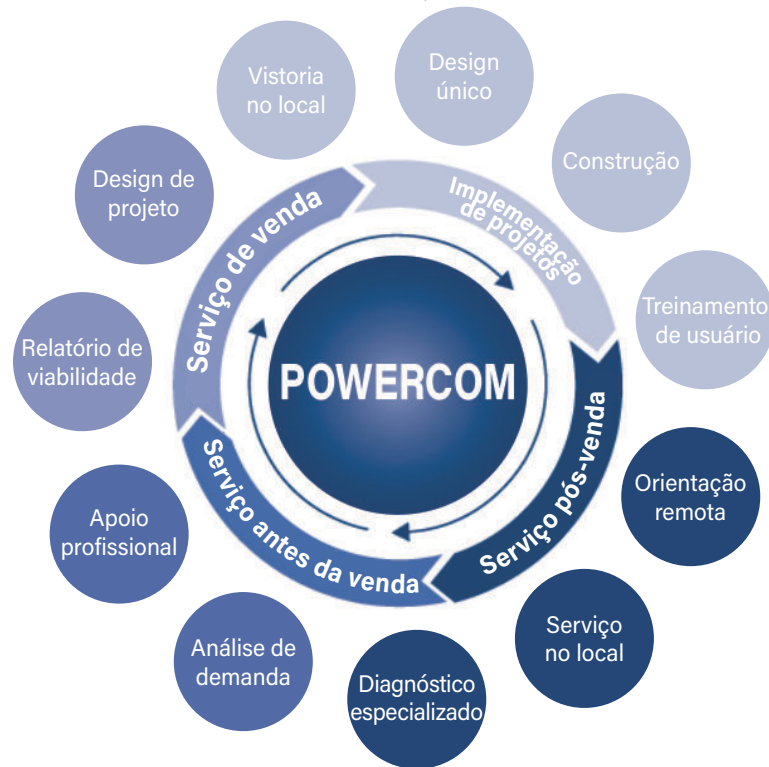 Vistoria
no local
Design
único
Construção
Treinamento
de usuário
Orientação
remota
Serviço
no local
Diagnóstico
especializado
Análise de
demanda
Apoio
profissional
Relatório de
viabilidade
Design de
projeto
Serviço de venda
Implementação
de projetos
Serviço pós-venda
Serviço antes da venda
POWERCOM